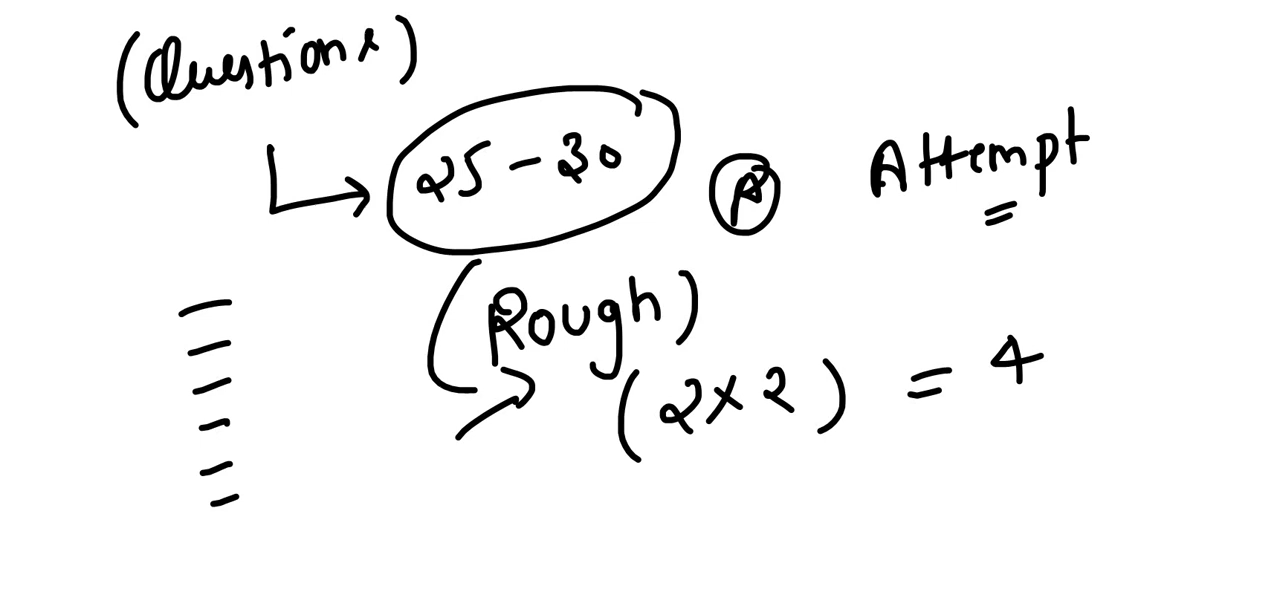 (Questions)
25-30 A Attempt
(Rough)
(2×2) = 4